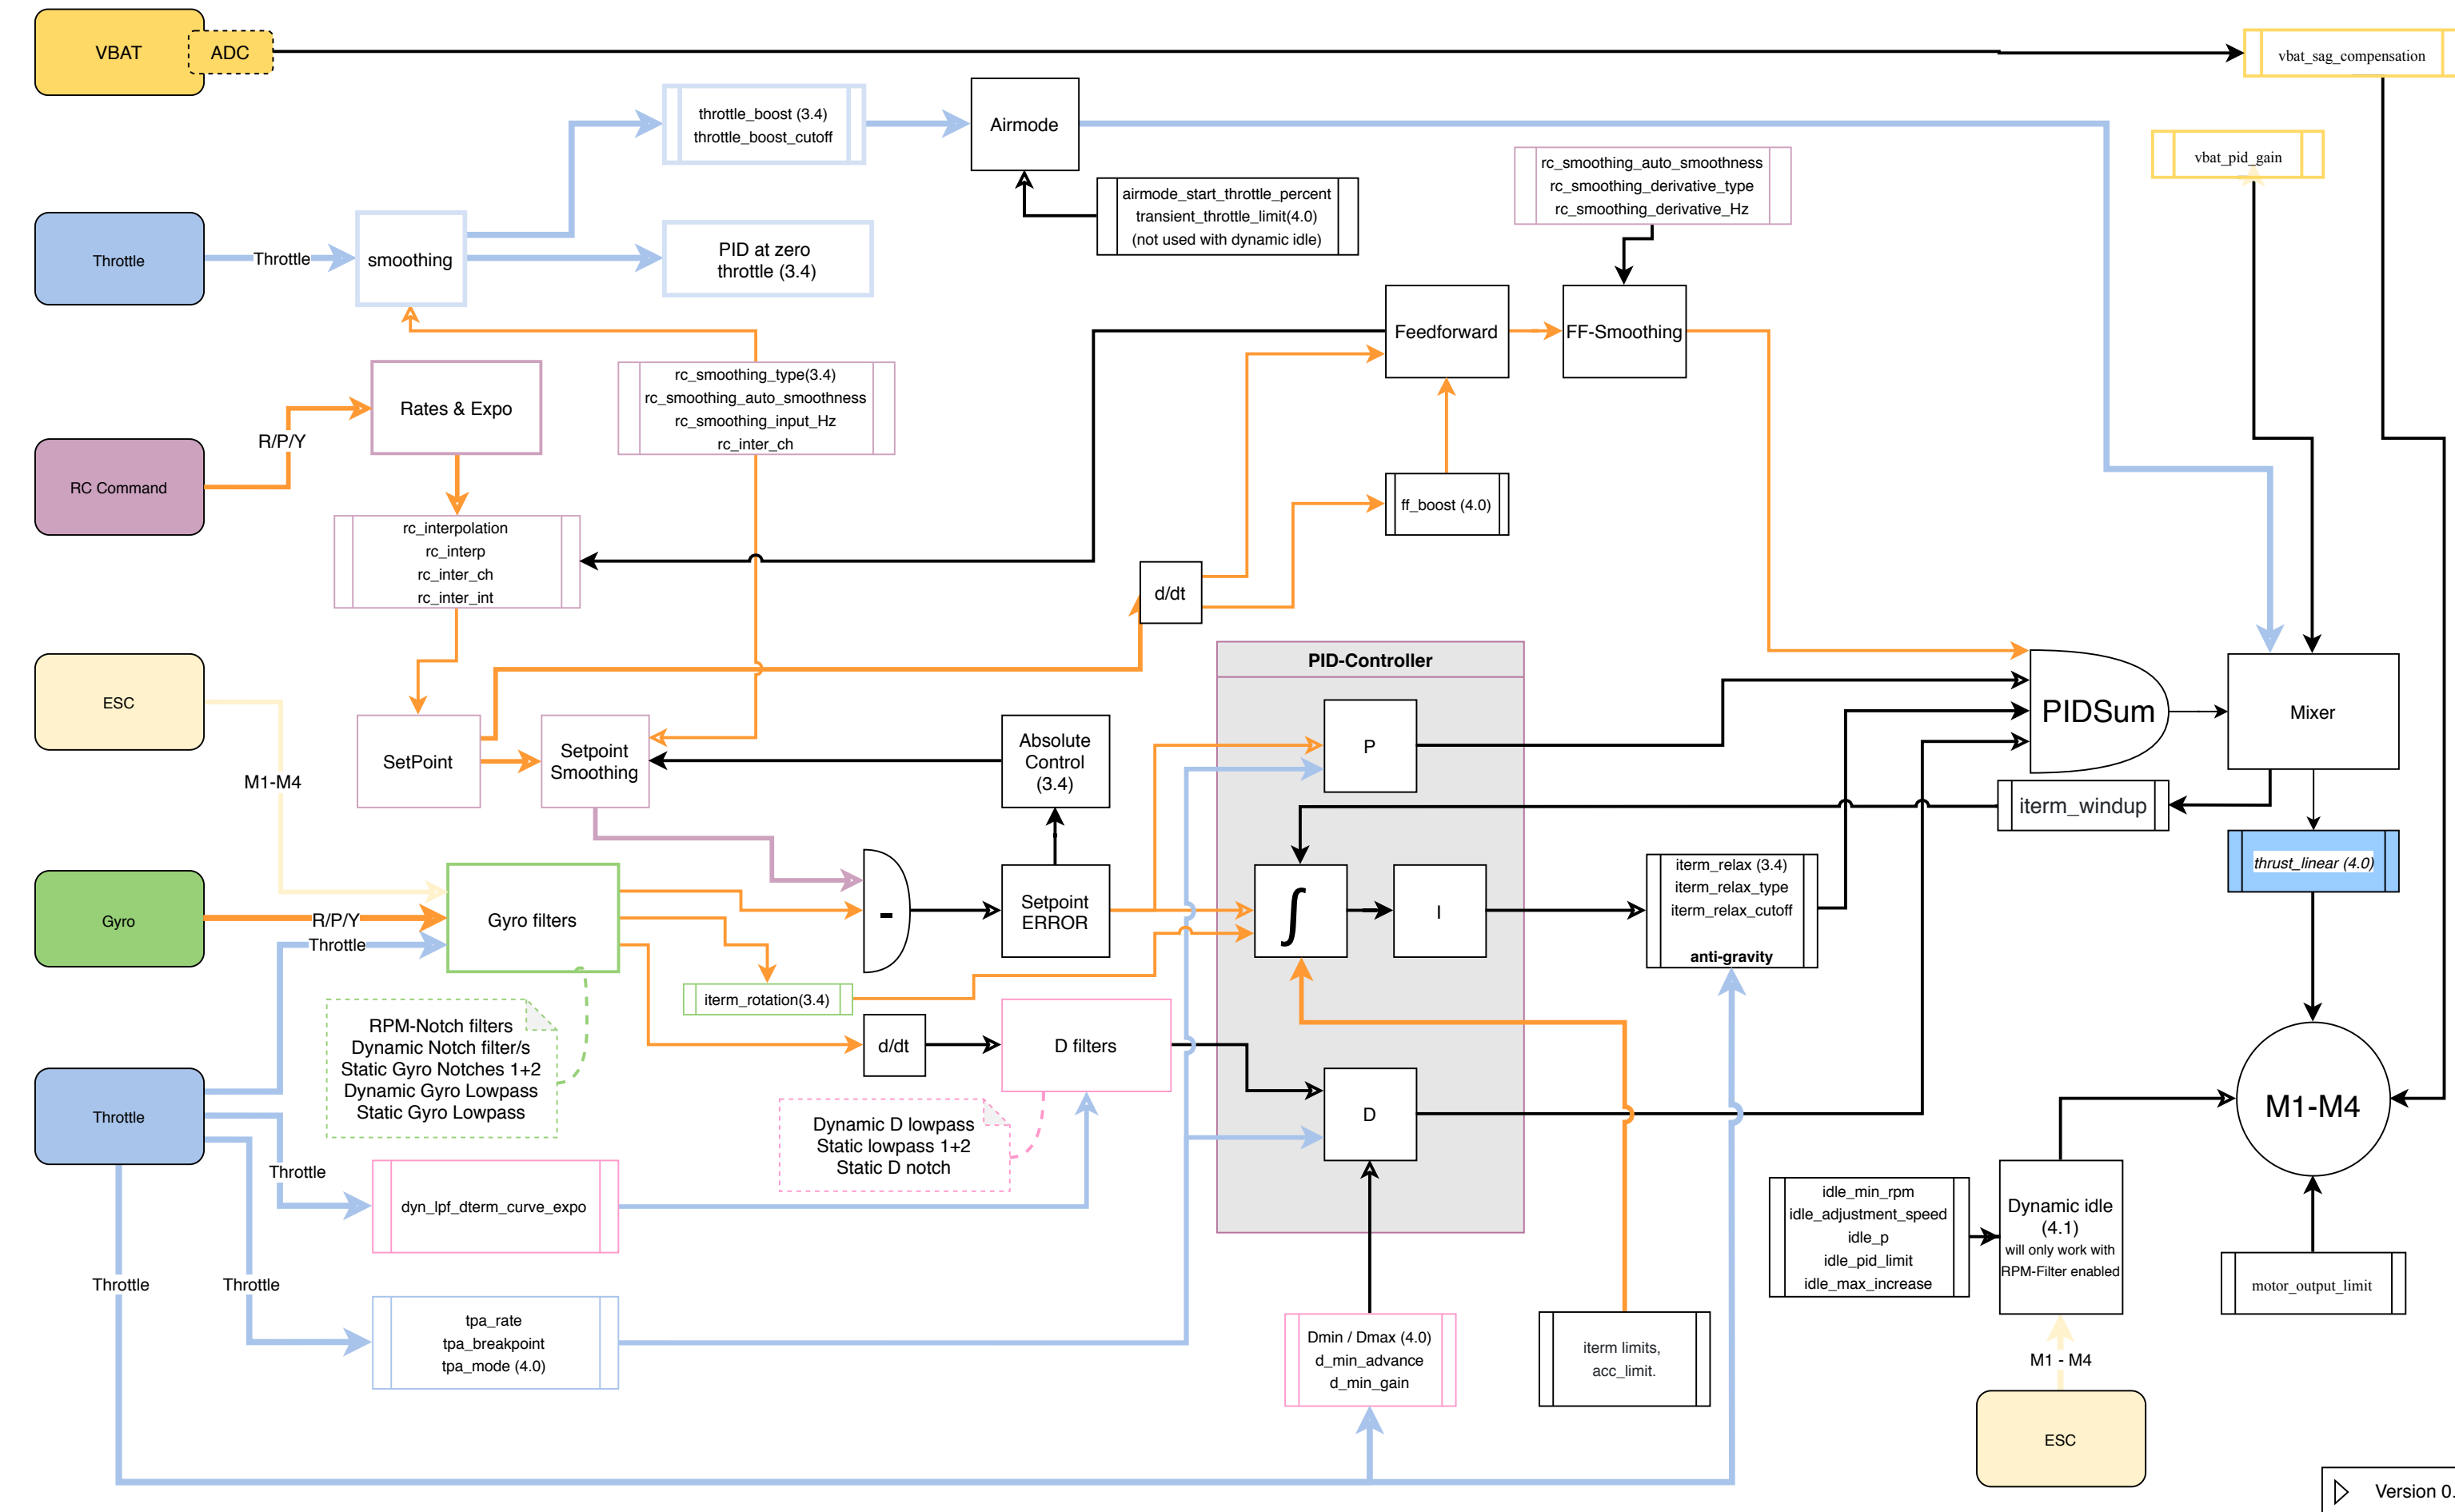 VBAT
ADC
vbat_sag_compensation
throttle_boost (3.4)
throttle_boost_cutoff
Airmode
vbat_pid_gain
airmode_start_throttle_percent
transient_throttle_limit(4.0)
(not used with dynamic idle)
rc_smoothing_auto_smoothness
rc_smoothing_derivative_type
rc_smoothing_derivative_Hz
Throttle
Throttle
smoothing
PID at zero
throttle (3.4)
Feedforward
FF-Smoothing
Rates & Expo
rc_smoothing_type(3.4)
rc_smoothing_auto_smoothness
rc_smoothing_input_Hz
rc_inter_ch
R/P/Y
RC Command
ff_boost (4.0)
rc_interpolation
rc_interp
rc_inter_ch
rc_inter_int
d/dt
PID-Controller
ESC
M1-M4
SetPoint
Setpoint
Smoothing
Absolute
Control
(3.4)
P
PIDSum
Mixer
iterm_windup
thrust_linear (4.0)
Gyro
R/P/Y
Throttle
Gyro filters
-
Setpoint
ERROR
∫
I
iterm_relax (3.4)
iterm_relax_type
iterm_relax_cutoff
anti-gravity
iterm_rotation(3.4)
RPM-Notch filters
Dynamic Notch filter/s
Static Gyro Notches 1+2
Dynamic Gyro Lowpass
Static Gyro Lowpass
d/dt
D filters
Throttle
Dynamic D lowpass
Static lowpass 1+2
Static D notch
D
M1-M4
Throttle
dyn_lpf_dterm_curve_expo
idle_min_rpm
idle_adjustment_speed
idle_p
idle_pid_limit
idle_max_increase
Dynamic idle
(4.1)
will only work with
RPM-Filter enabled
motor_output_limit
Throttle
Throttle
tpa_rate
tpa_breakpoint
tpa_mode (4.0)
Dmin / Dmax (4.0)
d_min_advance
d_min_gain
iterm limits,
acc_limit.
M1 - M4
ESC
Version 0.